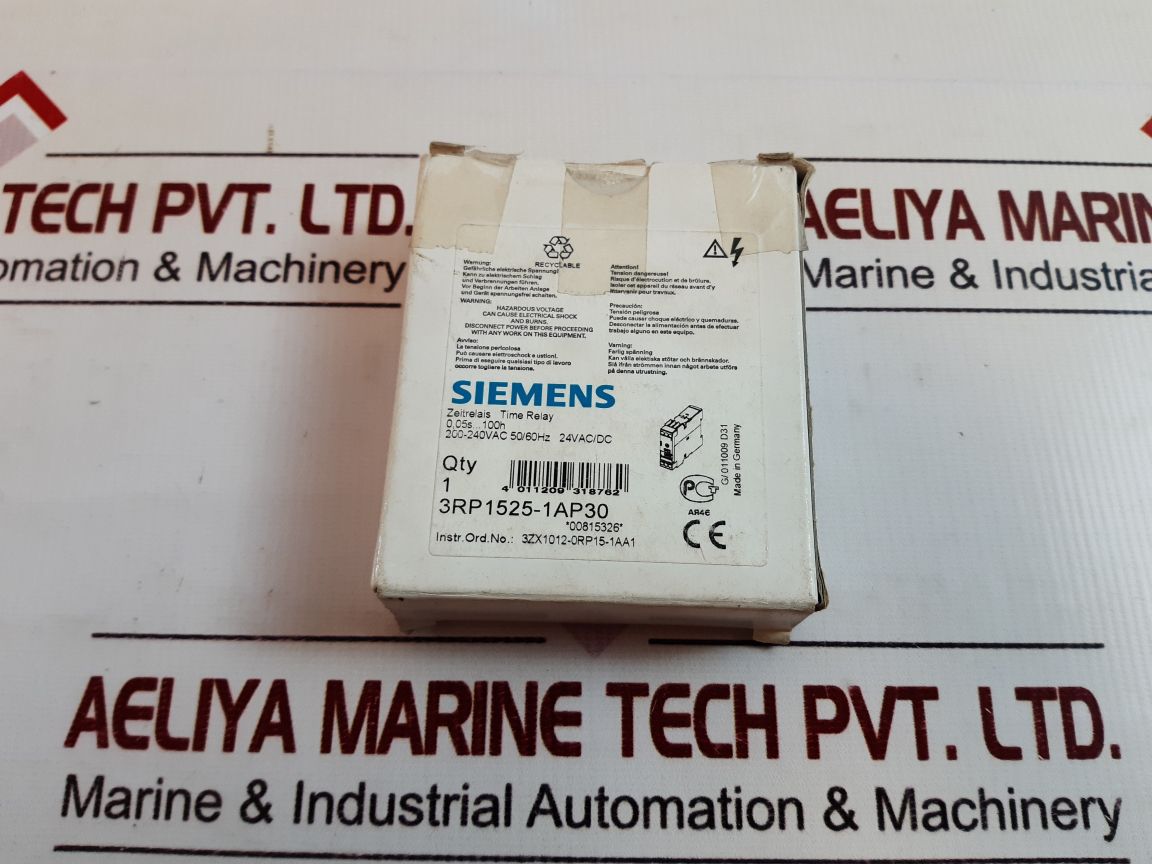 TECH PVT. LTD.
omation & Machinery
AELIYA MARIN
Marine & Industria
RECYCLABLE
Warnung:
Gefährliche elektrische Spannung!
Kann zu elektrischem Schlag
und Verbrennungen führen.
Vor Beginn der Arbeiten Anlage
und Gerät spannungsfrei schalten.
WARNING:
HAZARDOUS VOLTAGE
CAN CAUSE ELECTRICAL SHOCK
AND BURNS.
DISCONNECT POWER BEFORE PROCEEDING
WITH ANY WORK ON THIS EQUIPMENT.
Avviso:
La tensione pericolosa
Può causare elettroschock e ustioni.
Prima di eseguire qualsiasi tipo di lavoro
occorre togliere la tensione.
Attention!
Tension dangereuse!
Risque d'électrocution et de brûlure.
Isoler cet appareil du réseau avant d'y
intervenir pour travaux.
Precaución:
Tensión peligrosa
Puede causar choque eléctrico y quemaduras.
Desconectar la alimentación antes de efectuar
trabajo alguno en este equipo.
Varning:
Farlig spänning
Kan vålla elektiska stötar och brännskador.
Slå ifrån strömmen innan något arbete utförs
på denna utrustning.
SIEMENS
Zeitrelais Time Relay
0,05s...100h
200-240VAC 50/60Hz 24VAC/DC
Qty
1
4 011209 318762
3RP1525-1AP30
*00815326*
Instr.Ord.No.: 3ZX1012-0RP15-1AA1
G/ 011009 D31
Made in Germany
PC
АЯ46
CE
AELIYA MARINE TECH PVT. LTD.
Marine & Industrial Automation & Machinery